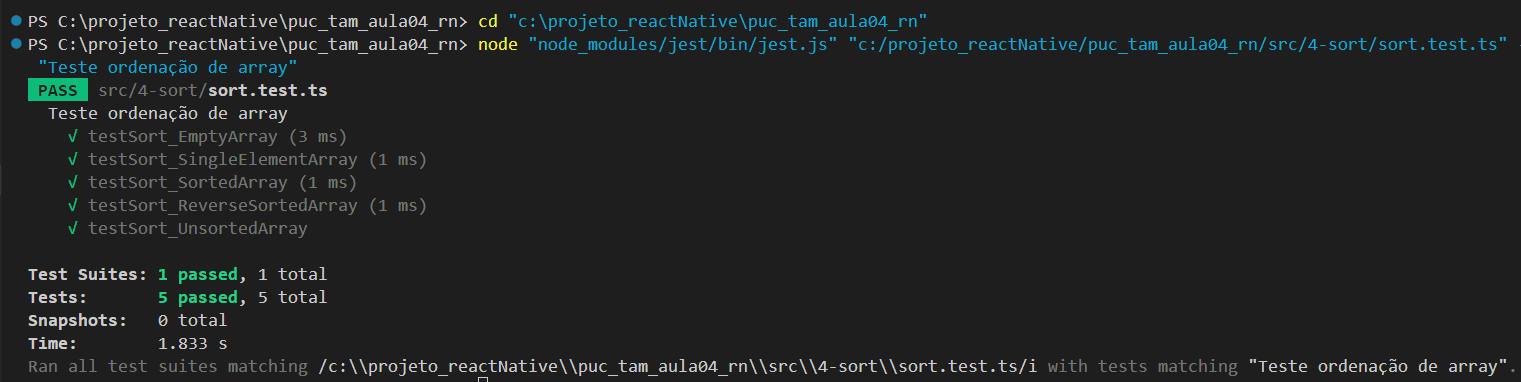 PS C:\projeto_reactNative\puc_tam_aula04_rn> cd "c:\projeto_reactNative\puc_tam_aula04_rn"
PS C:\projeto_reactNative\puc_tam_aula04_rn> node "node_modules/jest/bin/jest.js" "c:/projeto_reactNative/puc_tam_aula04_rn/src/4-sort/sort.test.ts"
"Teste ordenação de array"
PASS src/4-sort/sort.test.ts
Teste ordenação de array
√ testSort_EmptyArray (3 ms)
√ testSort_SingleElementArray (1 ms)
√ testSort_SortedArray (1 ms)
√ testSort_ReverseSortedArray (1 ms)
√ testSort_UnsortedArray
Test Suites: 1 passed, 1 total
Tests: 5 passed, 5 total
Snapshots: 0 total
Time: 1.833 s
Ran all test suites matching /c:\\projeto_reactNative\\puc_tam_aula04_rn\\src\\4-sort\\sort.test.ts/i with tests matching "Teste ordenação de array".